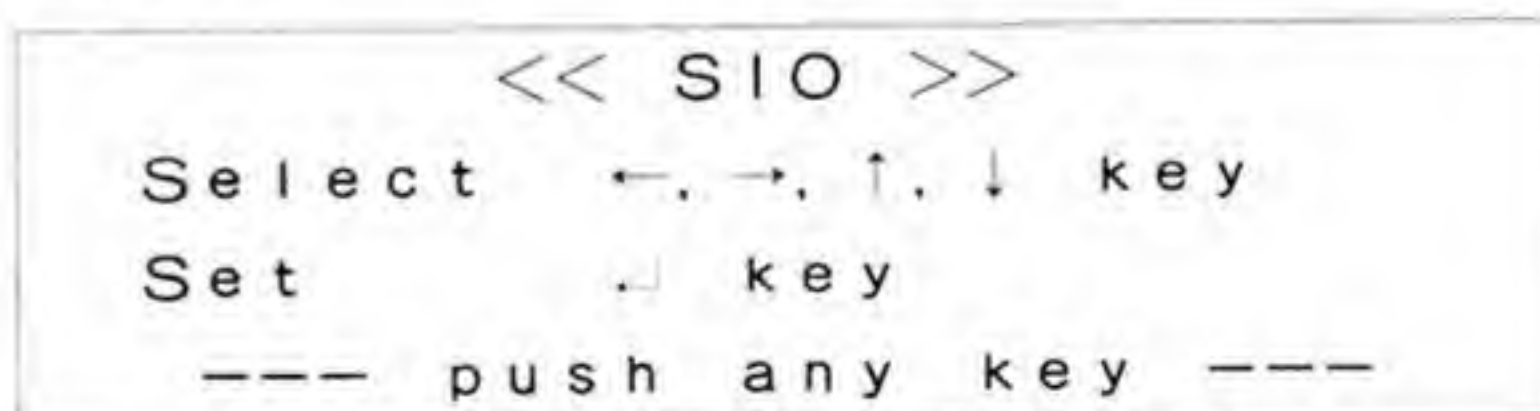 << SIO >>
Select ←, →, ↑, ↓ key
Set ↵ key
--- push any key ---